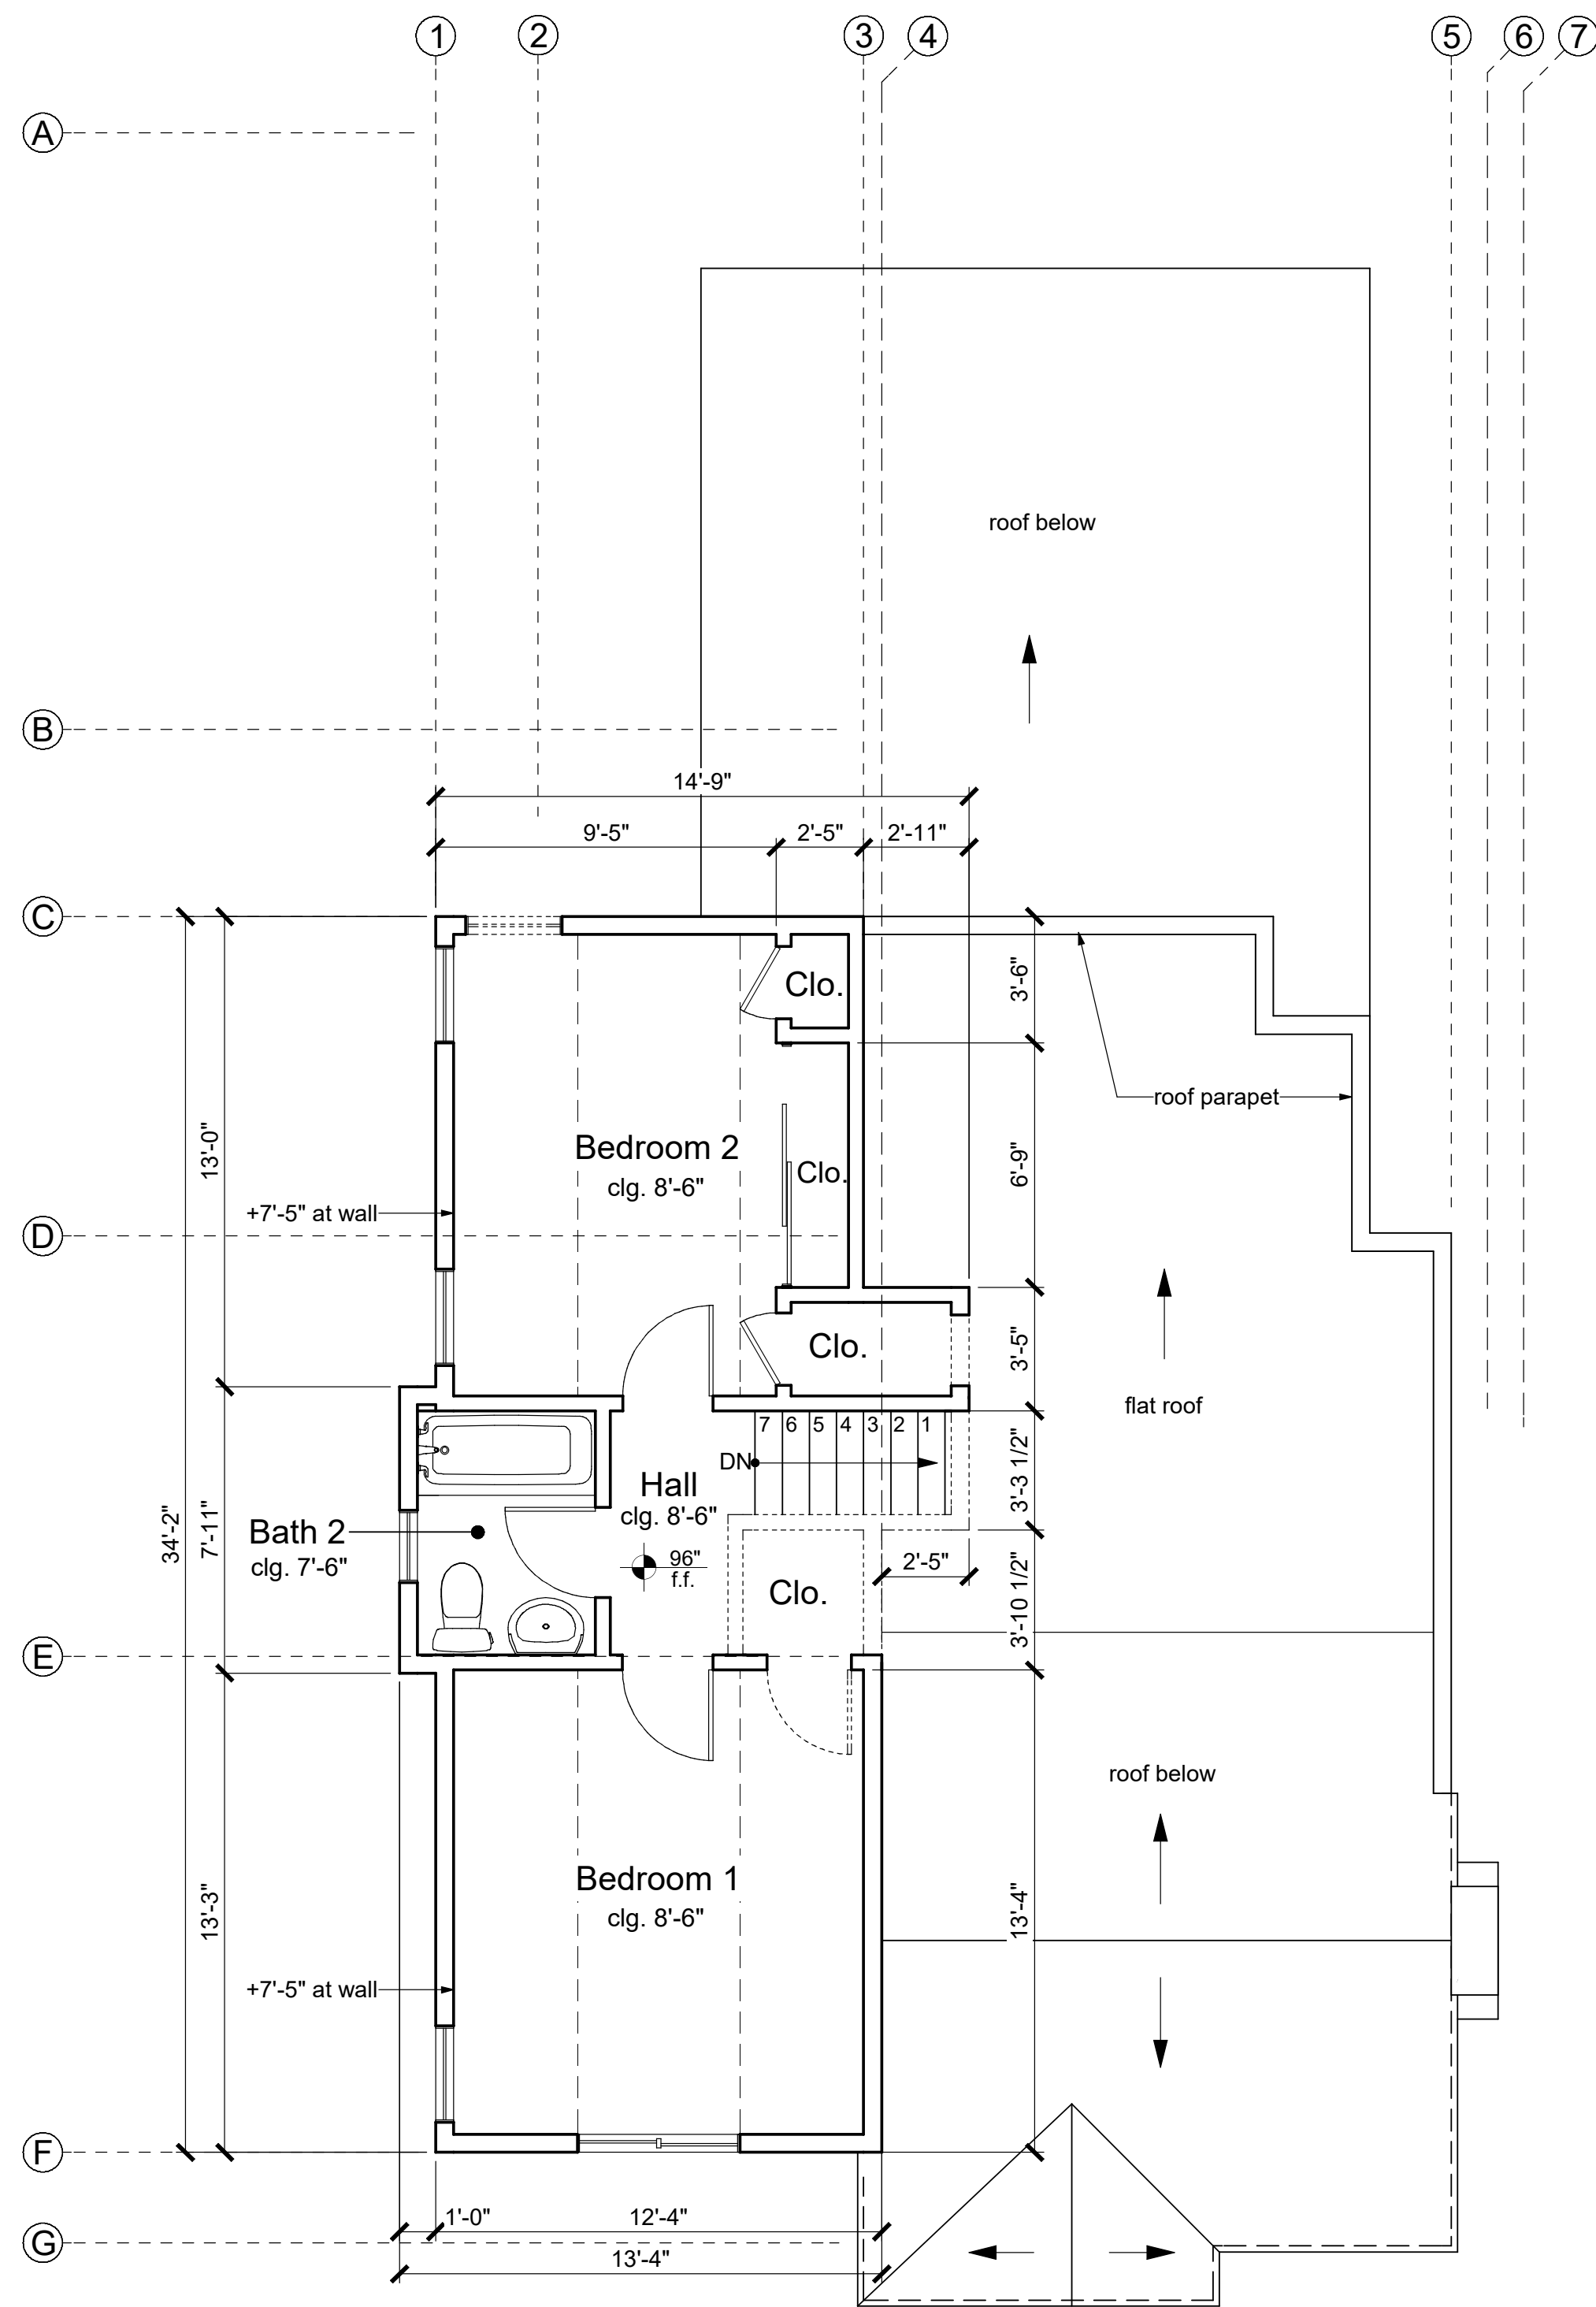 1 2 3 4 5 6 7
A
roof below
B
14'-9"
9'-5" 2'-5" 2'-11"
C
3'-6"
Clo.
roof parapet
13'-0"
Bedroom 2
clg. 8'-6"
Clo.
6'-9"
+7'-5" at wall
D
Clo.
3'-5"
flat roof
7 6 5 4 3 2 1
DN
Hall
clg. 8'-6"
3'-3 1/2"
34'-2"
7'-11"
Bath 2
clg. 7'-6"
96"
f.f.
2'-5"
Clo.
3'-10 1/2"
E
roof below
Bedroom 1
clg. 8'-6"
13'-3"
13'-4"
+7'-5" at wall
F
1'-0" 12'-4"
G
13'-4"